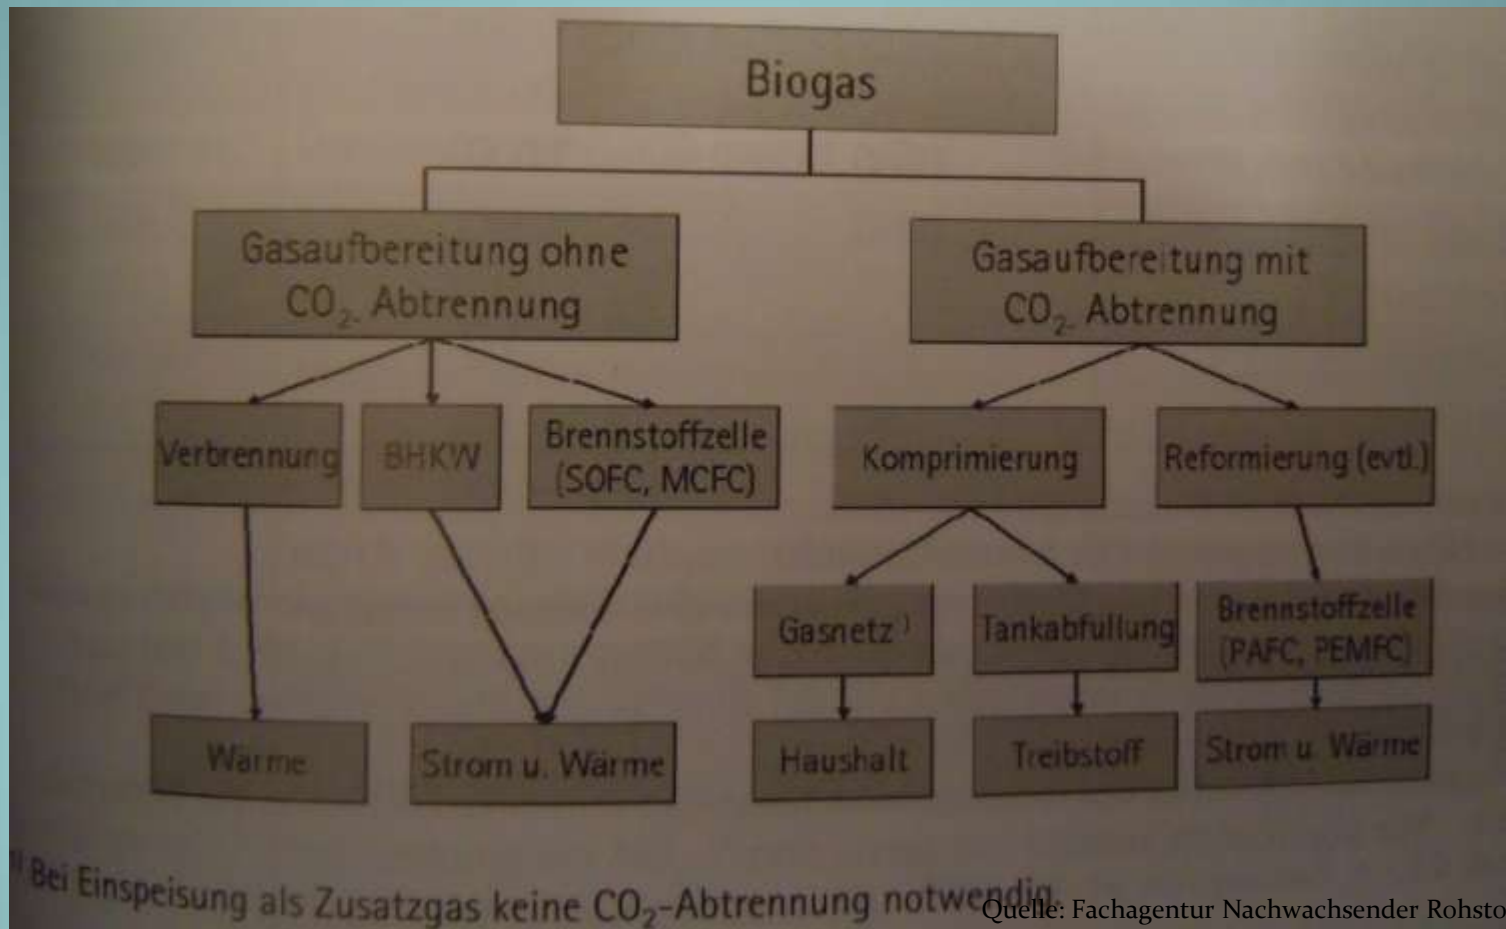 Biogas
Gasaufbereitung ohne
CO₂- Abtrennung
Gasaufbereitung mit
CO₂- Abtrennung
Verbrennung
BHKW
Brennstoffzelle
(SOFC, MCFC)
Komprimierung
Reformierung (evtl.)
Gasnetz ¹⁾
Tankabfullung
Brennstoffzelle
(PAFC, PEMFC)
Wärme
Strom u. Wärme
Haushalt
Treibstoff
Strom u. Wärme
¹⁾ Bei Einspeisung als Zusatzgas keine CO₂-Abtrennung notwendig.
Quelle: Fachagentur Nachwachsender Rohsto